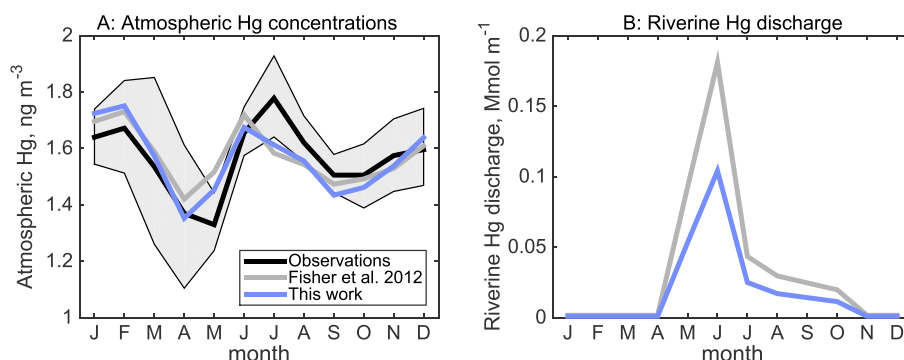 A: Atmospheric Hg concentrations
Atmospheric Hg, ng m⁻³
2
1.8
1.6
1.4
1.2
1
J F M A M J J A S O N D
month
Observations
Fisher et al. 2012
This work
B: Riverine Hg discharge
Riverine Hg discharge, Mmol m⁻¹
0.2
0.15
0.1
0.05
0
J F M A M J J A S O N D
month